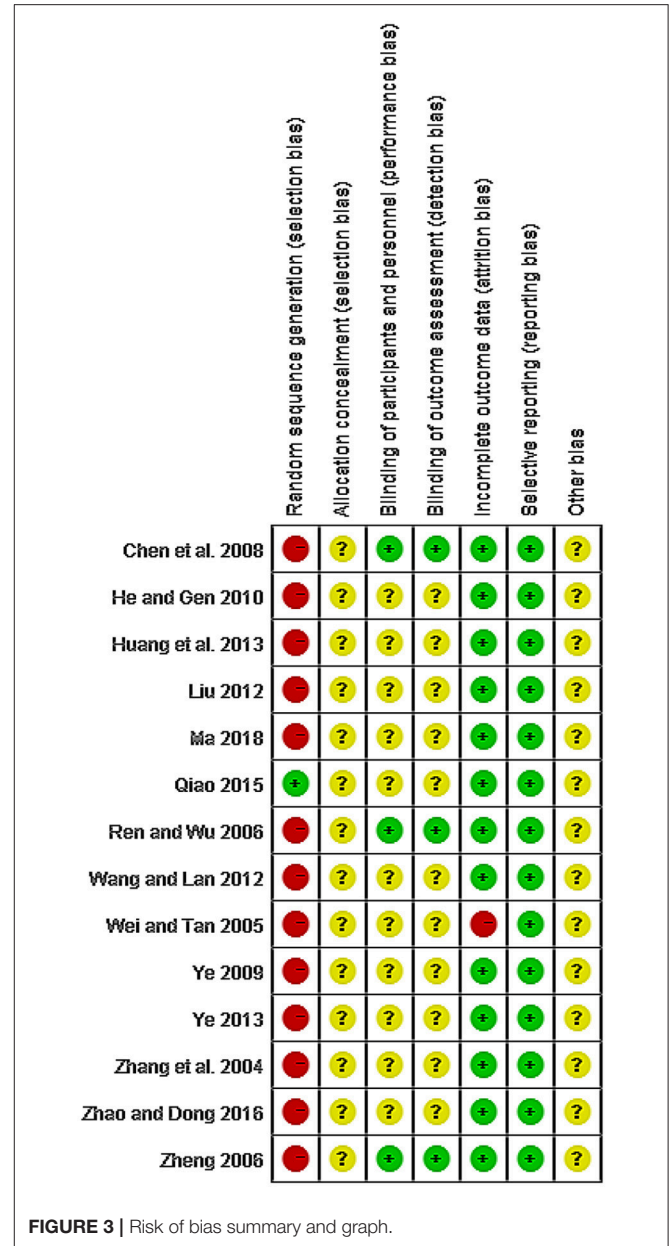 Random sequence generation (selection bias)
Allocation concealment (selection bias)
Blinding of participants and personnel (performance bias)
Blinding of outcome assessment (detection bias)
Incomplete outcome data (attrition bias)
Selective reporting (reporting bias)
Other bias
Chen et al. 2008 - ? + + + + ?
He and Gen 2010 - ? ? ? + + ?
Huang et al. 2013 - ? ? ? + + ?
Liu 2012 - ? ? ? + + ?
Ma 2018 - ? ? ? + + ?
Qiao 2015 + ? ? ? + + ?
Ren and Wu 2006 - ? + + + + ?
Wang and Lan 2012 - ? ? ? + + ?
Wei and Tan 2005 - ? ? ? - + ?
Ye 2009 - ? ? ? + + ?
Ye 2013 - ? ? ? + + ?
Zhang et al. 2004 - ? ? ? + + ?
Zhao and Dong 2016 - ? ? ? + + ?
Zheng 2006 - ? + + + + ?
FIGURE 3 | Risk of bias summary and graph.